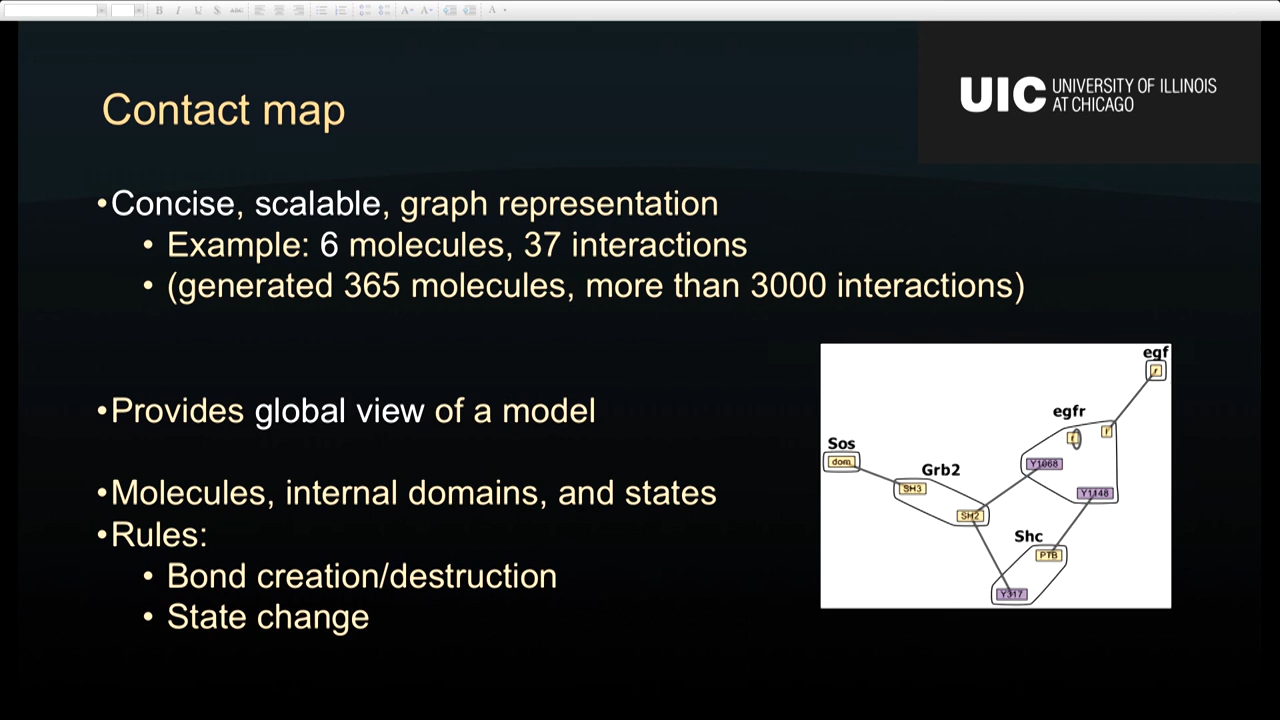 Contact map
UIC UNIVERSITY OF ILLINOIS
AT CHICAGO
•Concise, scalable, graph representation
• Example: 6 molecules, 37 interactions
• (generated 365 molecules, more than 3000 interactions)
•Provides global view of a model
•Molecules, internal domains, and states
•Rules:
• Bond creation/destruction
• State change
egf
r
egfr
r
Sos
dom
Grb2
Y1068
SH3
Y1148
SH2
Shc
PTB
Y317